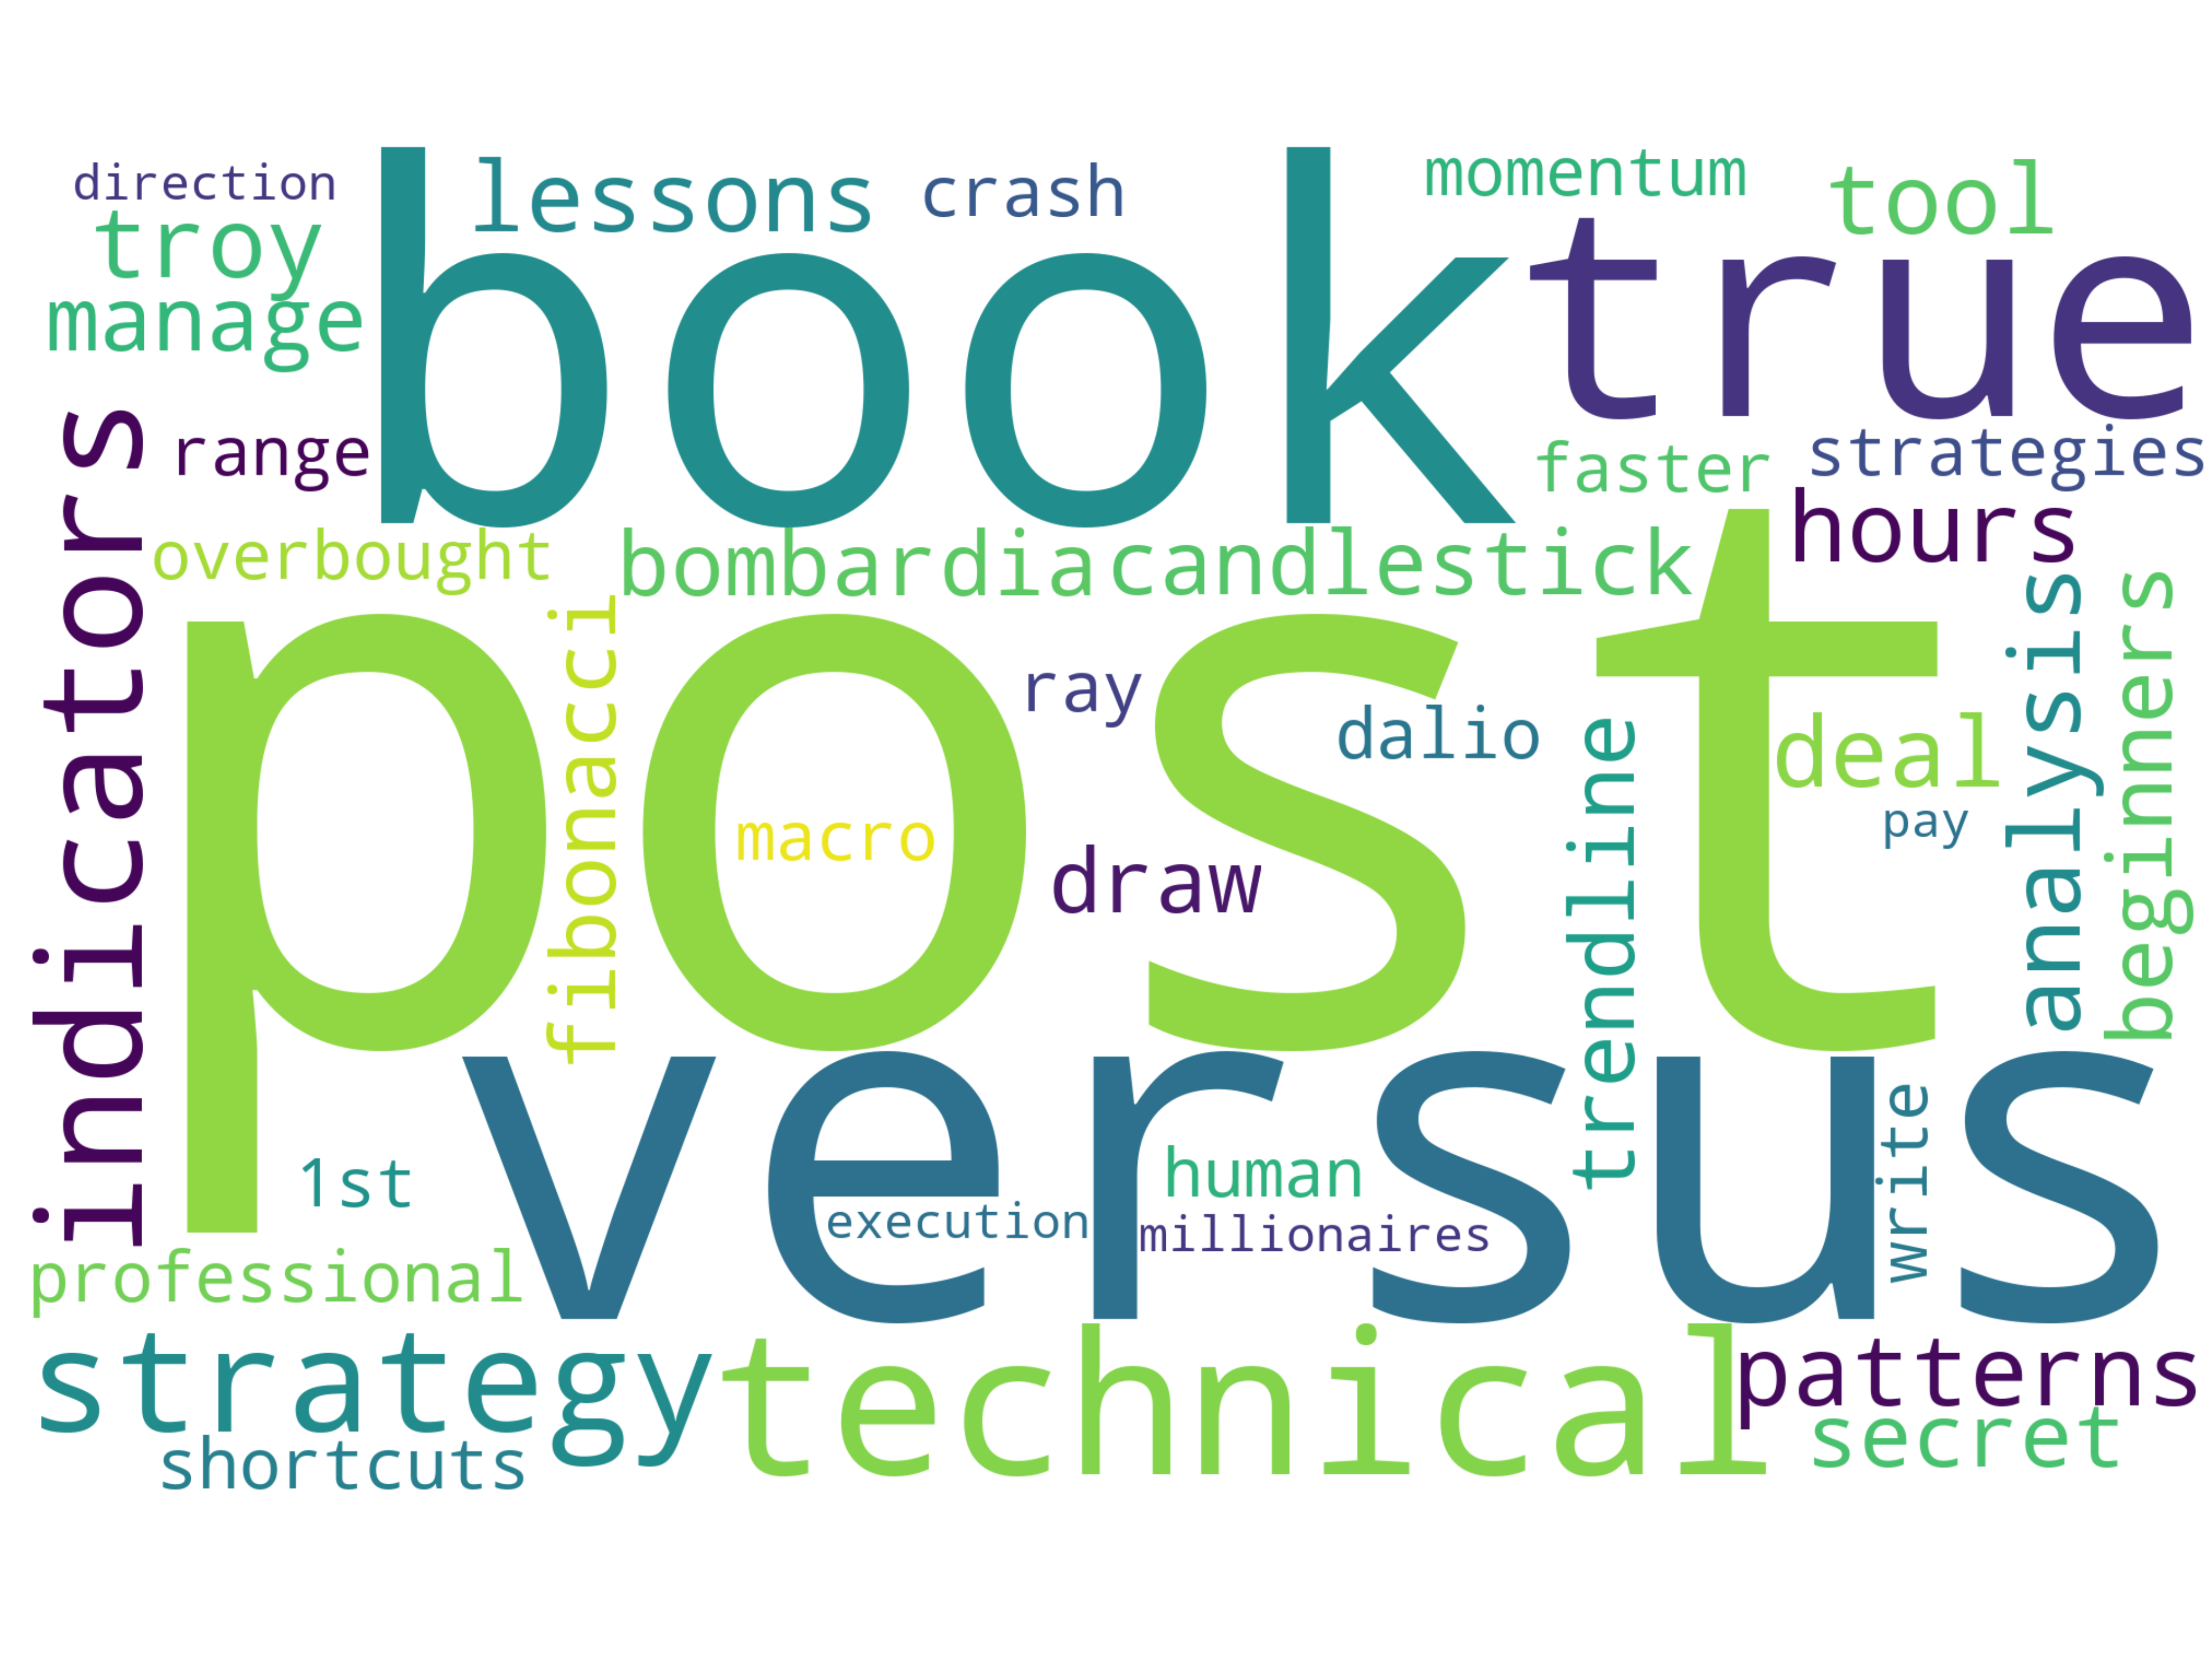 direction
lessons
crash
momentum
tool
troy
book
true
manage
range
faster
strategies
hours
overbought
bombardia
candlestick
indicators
post
fibonacci
ray
dalio
trendline
deal
analysis
beginners
macro
draw
pay
versus
write
1st
human
execution
millionaires
professional
strategy
technical
patterns
shortcuts
secret